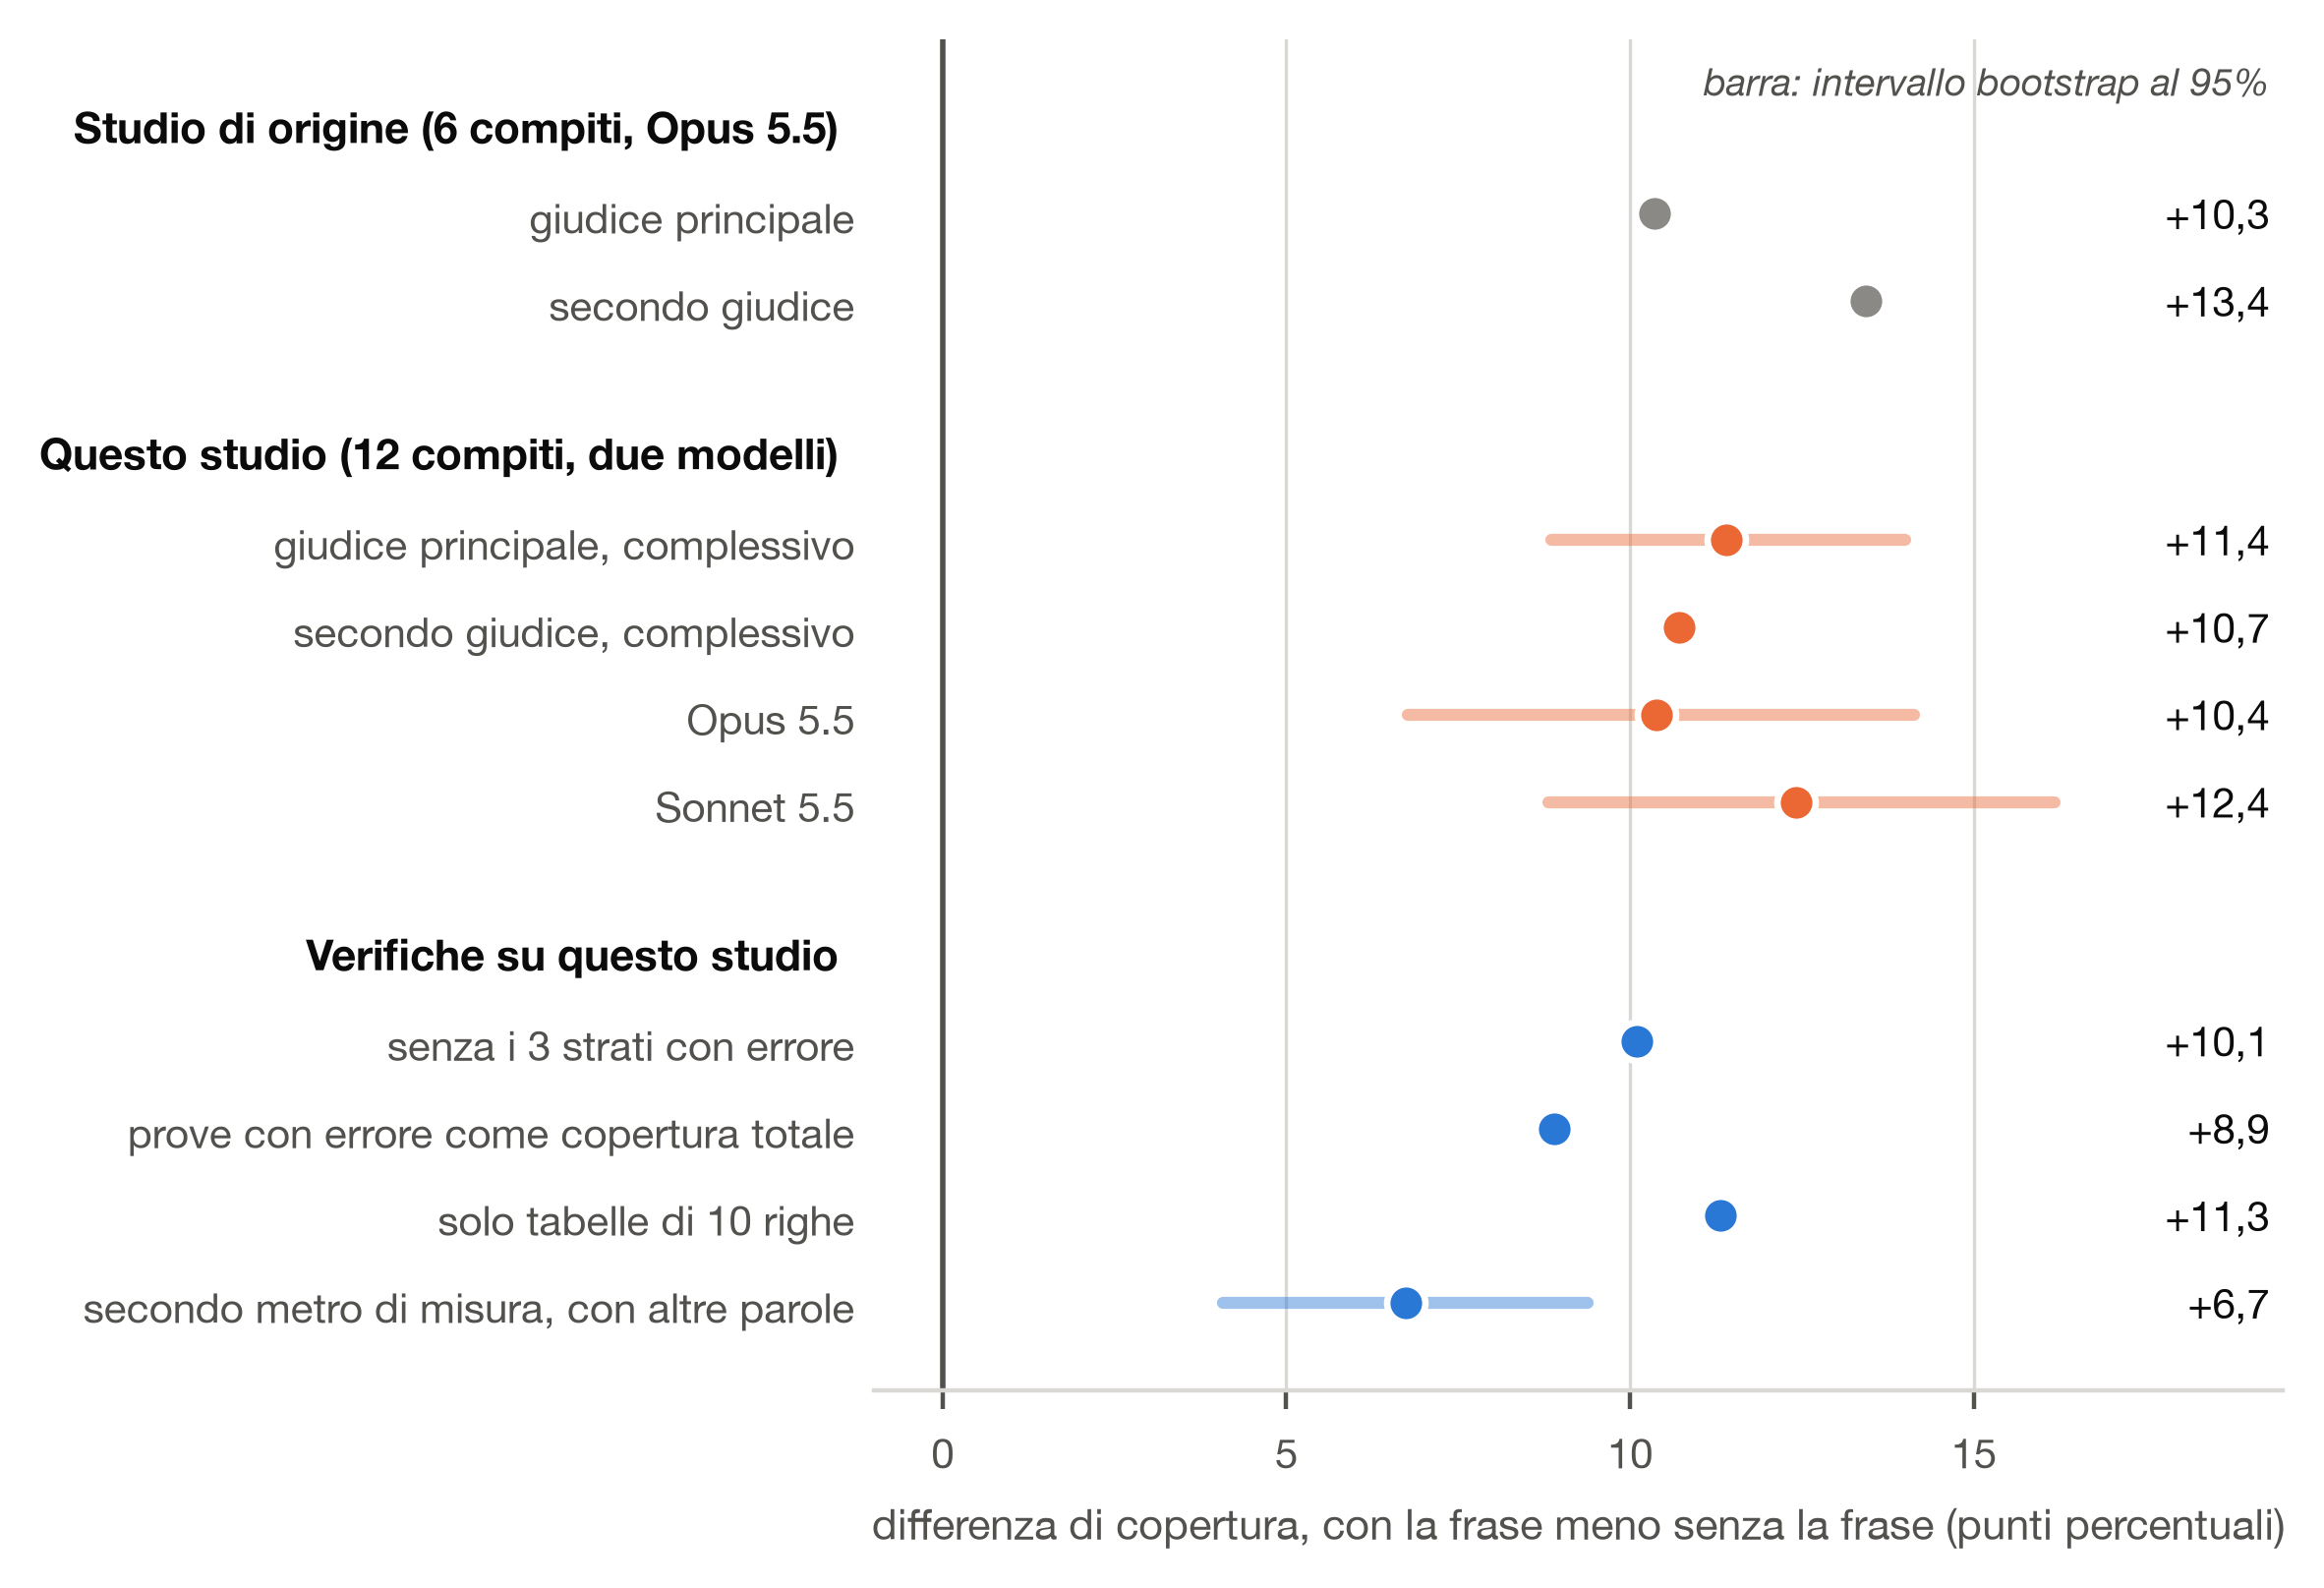 barra: intervallo bootstrap al 95%
Studio di origine (6 compiti, Opus 5.5)
giudice principale +10,3
secondo giudice +13,4
Questo studio (12 compiti, due modelli)
giudice principale, complessivo +11,4
secondo giudice, complessivo +10,7
Opus 5.5 +10,4
Sonnet 5.5 +12,4
Verifiche su questo studio
senza i 3 strati con errore +10,1
prove con errore come copertura totale +8,9
solo tabelle di 10 righe +11,3
secondo metro di misura, con altre parole +6,7
0 5 10 15
differenza di copertura, con la frase meno senza la frase (punti percentuali)